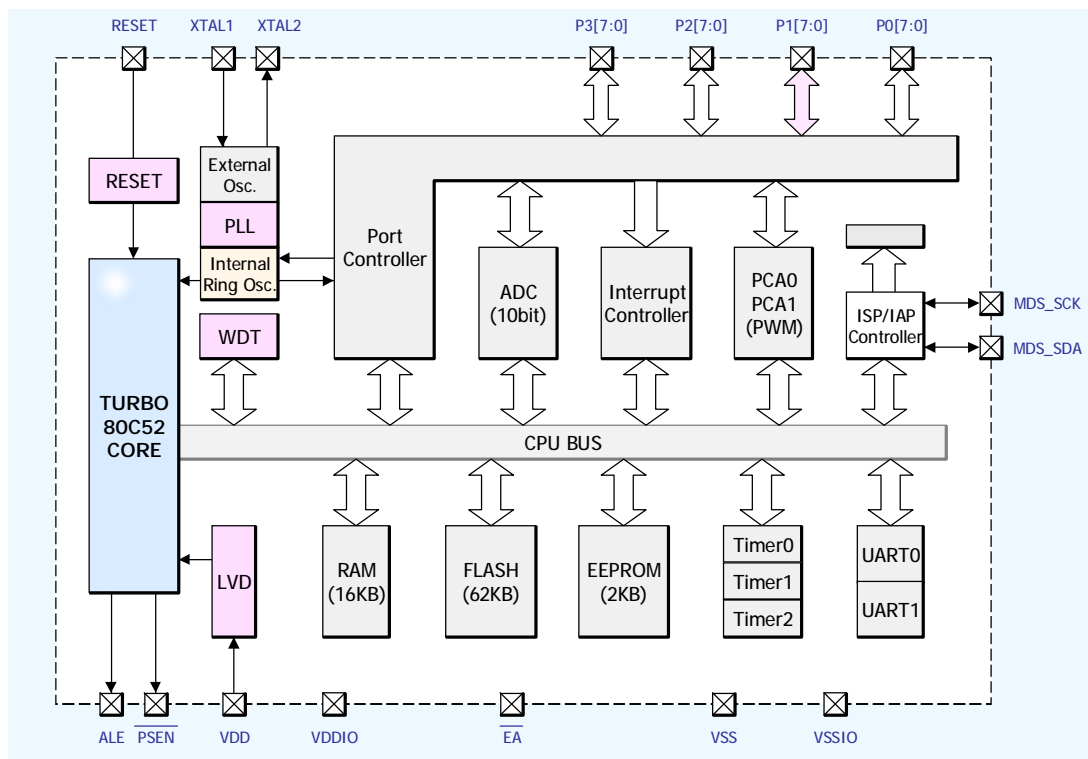 RESET
XTAL1
XTAL2
P3[7:0]
P2[7:0]
P1[7:0]
P0[7:0]
RESET
External
Osc.
PLL
Internal
Ring Osc.
WDT
Port
Controller
ADC
(10bit)
Interrupt
Controller
PCA0
PCA1
(PWM)
ISP/IAP
Controller
MDS_SCK
MDS_SDA
TURBO
80C52
CORE
CPU BUS
LVD
RAM
(16KB)
FLASH
(62KB)
EEPROM
(2KB)
Timer0
Timer1
Timer2
UART0
UART1
ALE
PSEN
VDD
VDDIO
EA
VSS
VSSIO